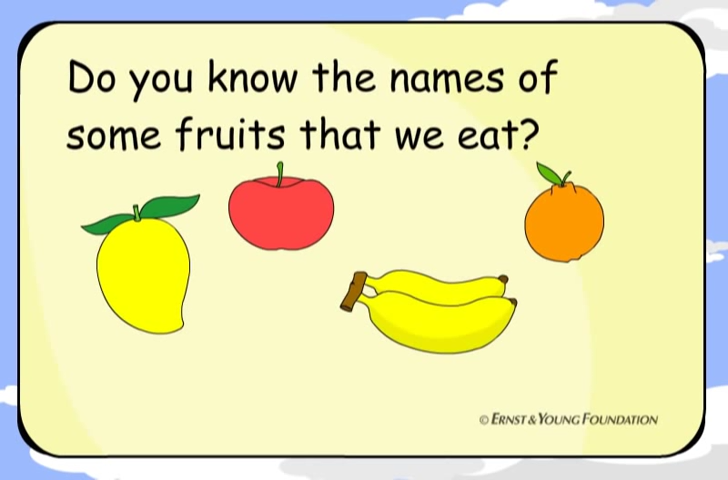 Do you know the names of
some fruits that we eat?
© ERNST & YOUNG FOUNDATION